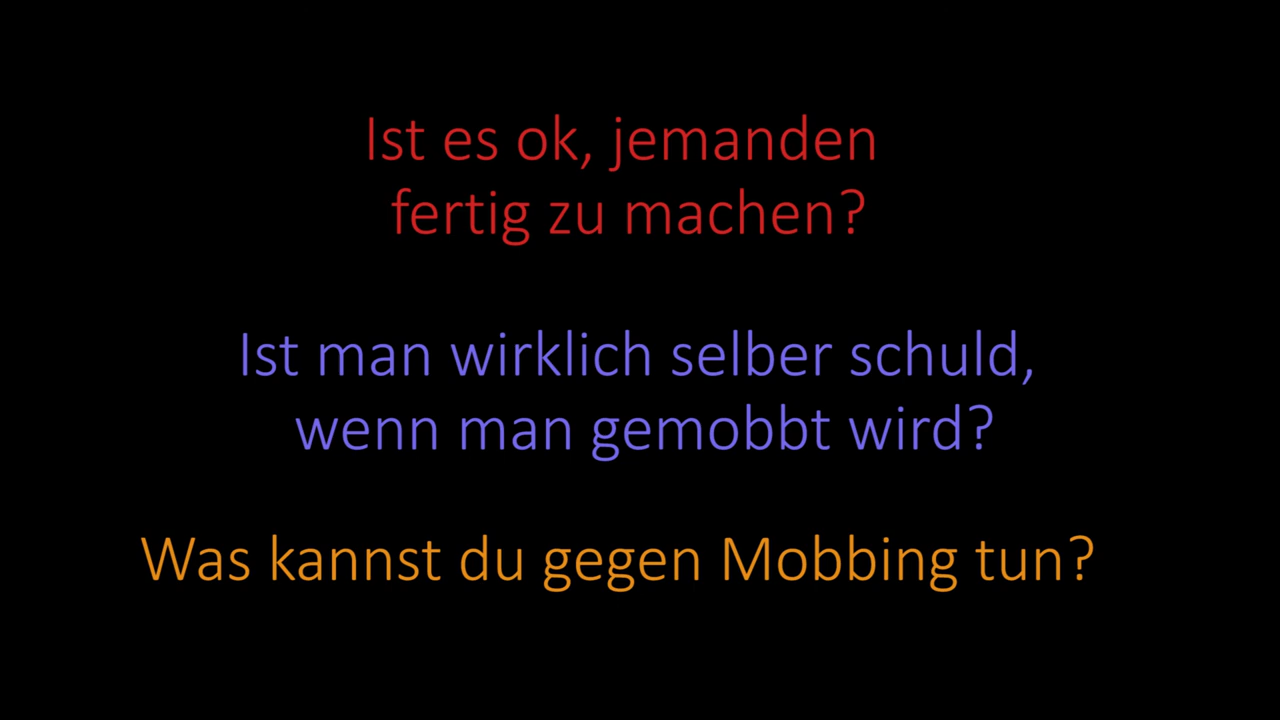 Ist es ok, jemanden
fertig zu machen?
Ist man wirklich selber schuld,
wenn man gemobbt wird?
Was kannst du gegen Mobbing tun?